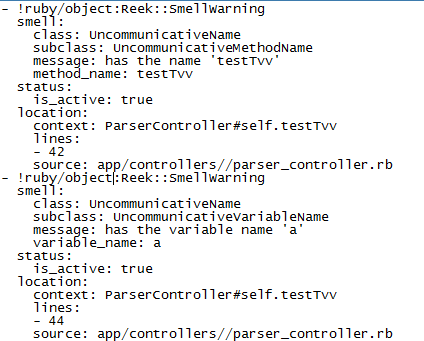 - !ruby/object:Reek::SmellWarning
  smell:
    class: UncommunicativeName
    subclass: UncommunicativeMethodName
    message: has the name 'testTvv'
    method_name: testTvv
  status:
    is_active: true
  location:
    context: ParserController#self.testTvv
    lines:
    - 42
    source: app/controllers//parser_controller.rb
- !ruby/object:Reek::SmellWarning
  smell:
    class: UncommunicativeName
    subclass: UncommunicativeVariableName
    message: has the variable name 'a'
    variable_name: a
  status:
    is_active: true
  location:
    context: ParserController#self.testTvv
    lines:
    - 44
    source: app/controllers//parser_controller.rb